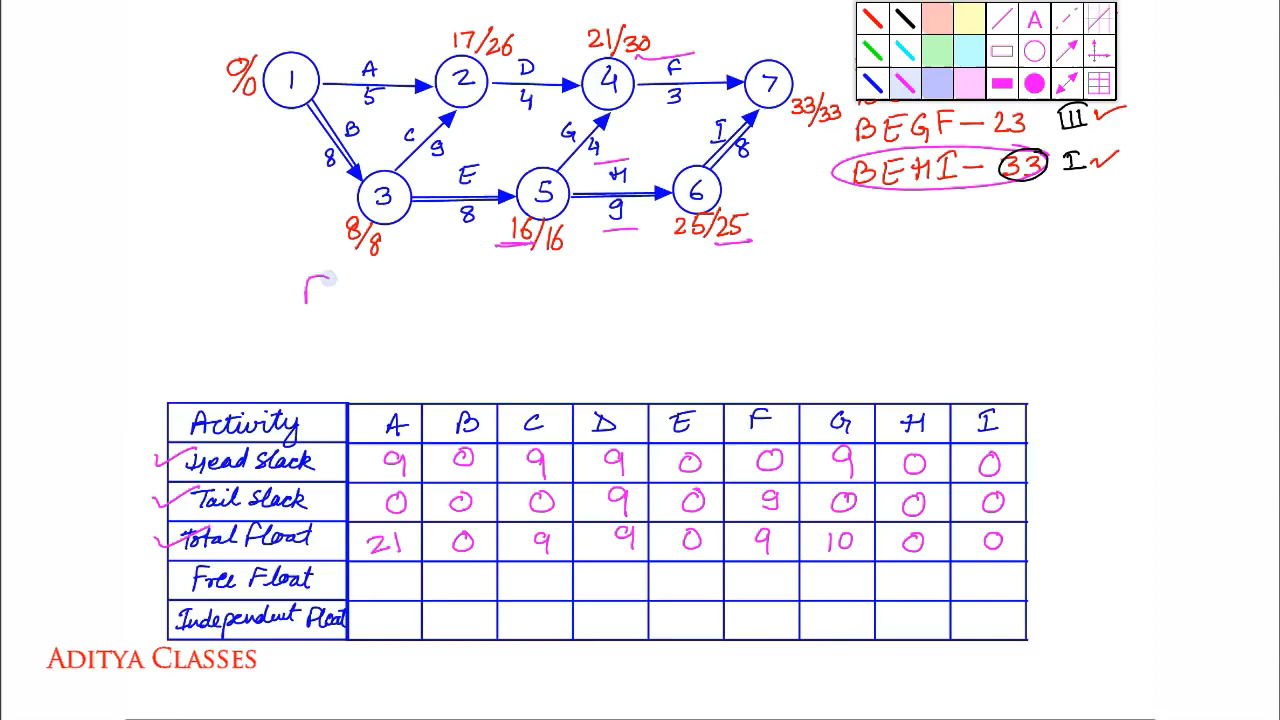 17/26
21/30
0/0 1 A 5 2 D 4 4 F 3 7
33/33
B 8 C 9 G 4 I 8
3 E 8 5 H 9 6
8/8 16/16 25/25
A
BEGF – 23 III ✓
BEHI – 33 I ✓
Activity A B C D E F G H I
Head Slack 9 0 9 9 0 0 9 0 0
Tail Slack 0 0 0 9 0 9 0 0 0
Total Float 21 0 9 9 0 9 10 0 0
Free Float
Independent Float
ADITYA CLASSES